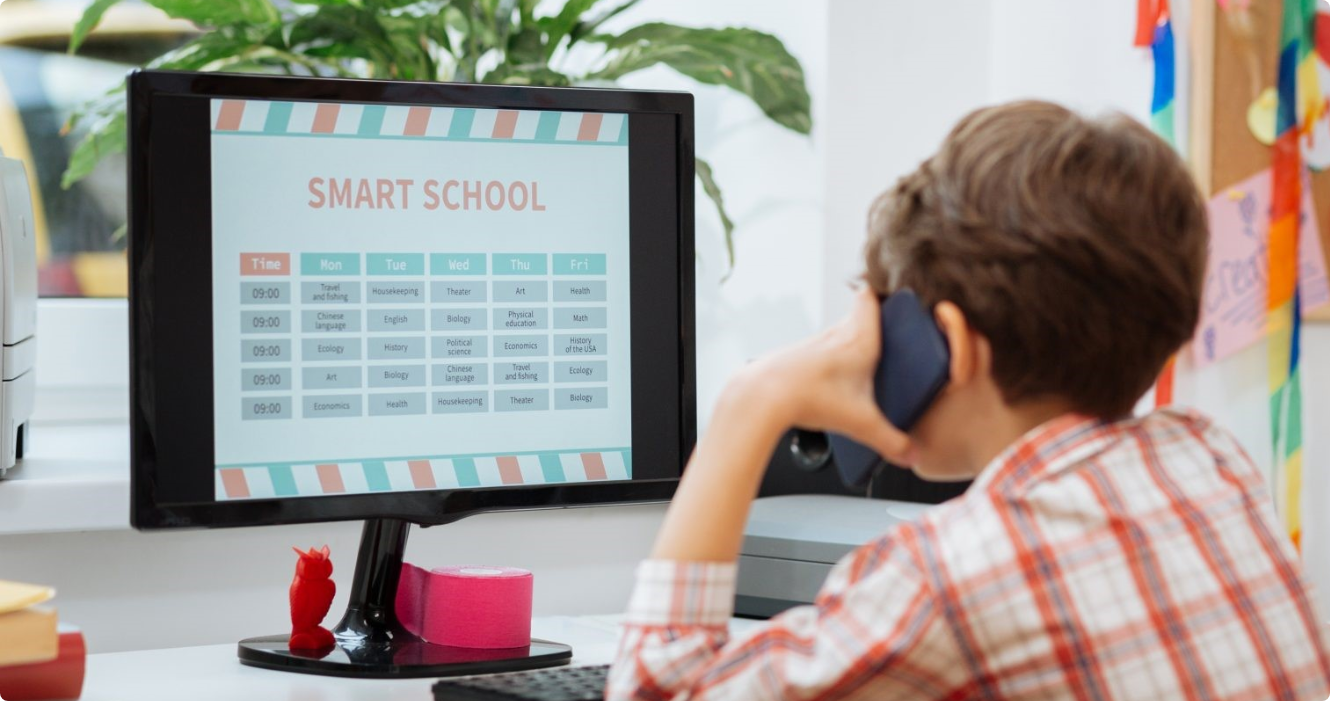 SMART SCHOOL
Time Mon Tue Wed Thu Fri
09:00 Travel and fishing Housekeeping Theater Art Health
09:00 Chinese language English Biology Physical education Math
09:00 Ecology History Political science Economics History of the USA
09:00 Art Biology Chinese language Travel and fishing Ecology
09:00 Economics Health Housekeeping Theater Biology